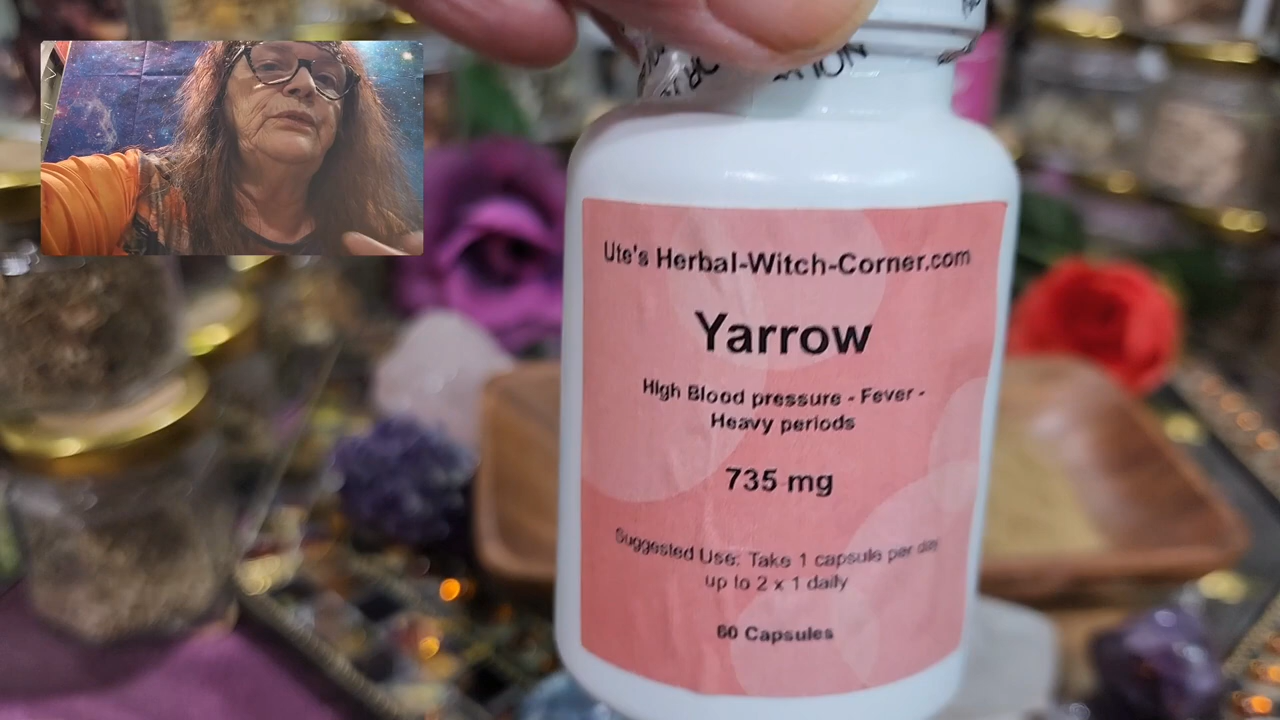 Ute's Herbal-Witch-Corner.com
Yarrow
High Blood pressure - Fever -
Heavy periods
735 mg
Suggested Use: Take 1 capsule per day
up to 2 x 1 daily
60 Capsules